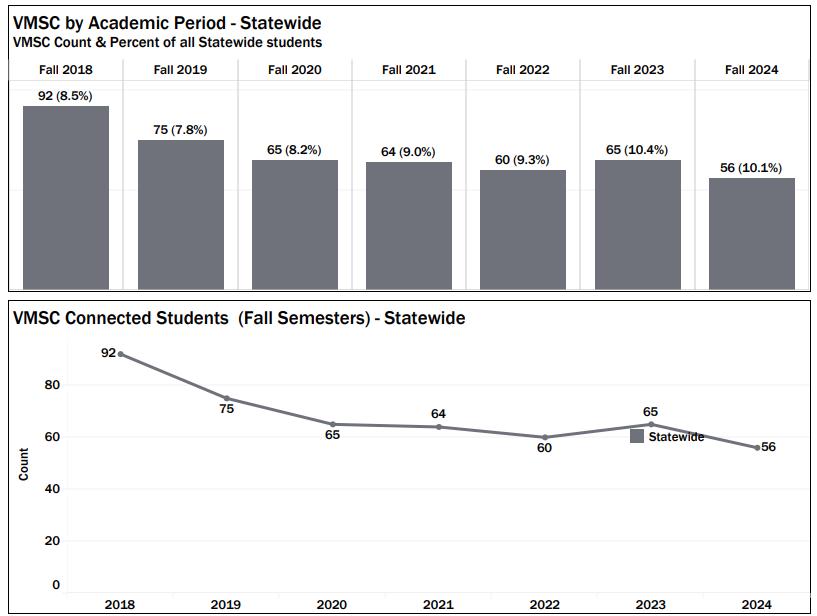 VMSC by Academic Period - Statewide
VMSC Count & Percent of all Statewide students
Fall 2018 Fall 2019 Fall 2020 Fall 2021 Fall 2022 Fall 2023 Fall 2024
92 (8.5%)
75 (7.8%)
65 (8.2%)
64 (9.0%)
60 (9.3%)
65 (10.4%)
56 (10.1%)
VMSC Connected Students (Fall Semesters) - Statewide
92
75
65
64
60
65
56
Statewide
Count
80
60
40
20
0
2018 2019 2020 2021 2022 2023 2024